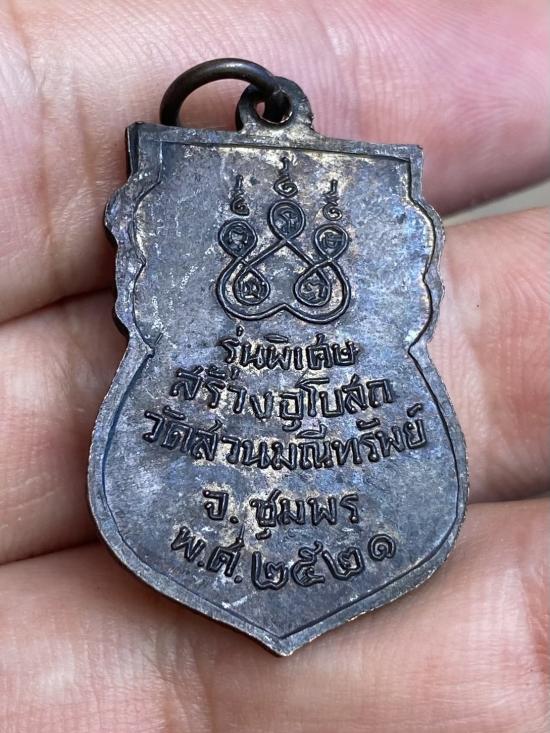 รุ่นพิเศษ
สร้างอุโบสถ
วัดสวนมณีทรัพย์
จ. ชุมพร
พ.ศ. ๒๕๒๑